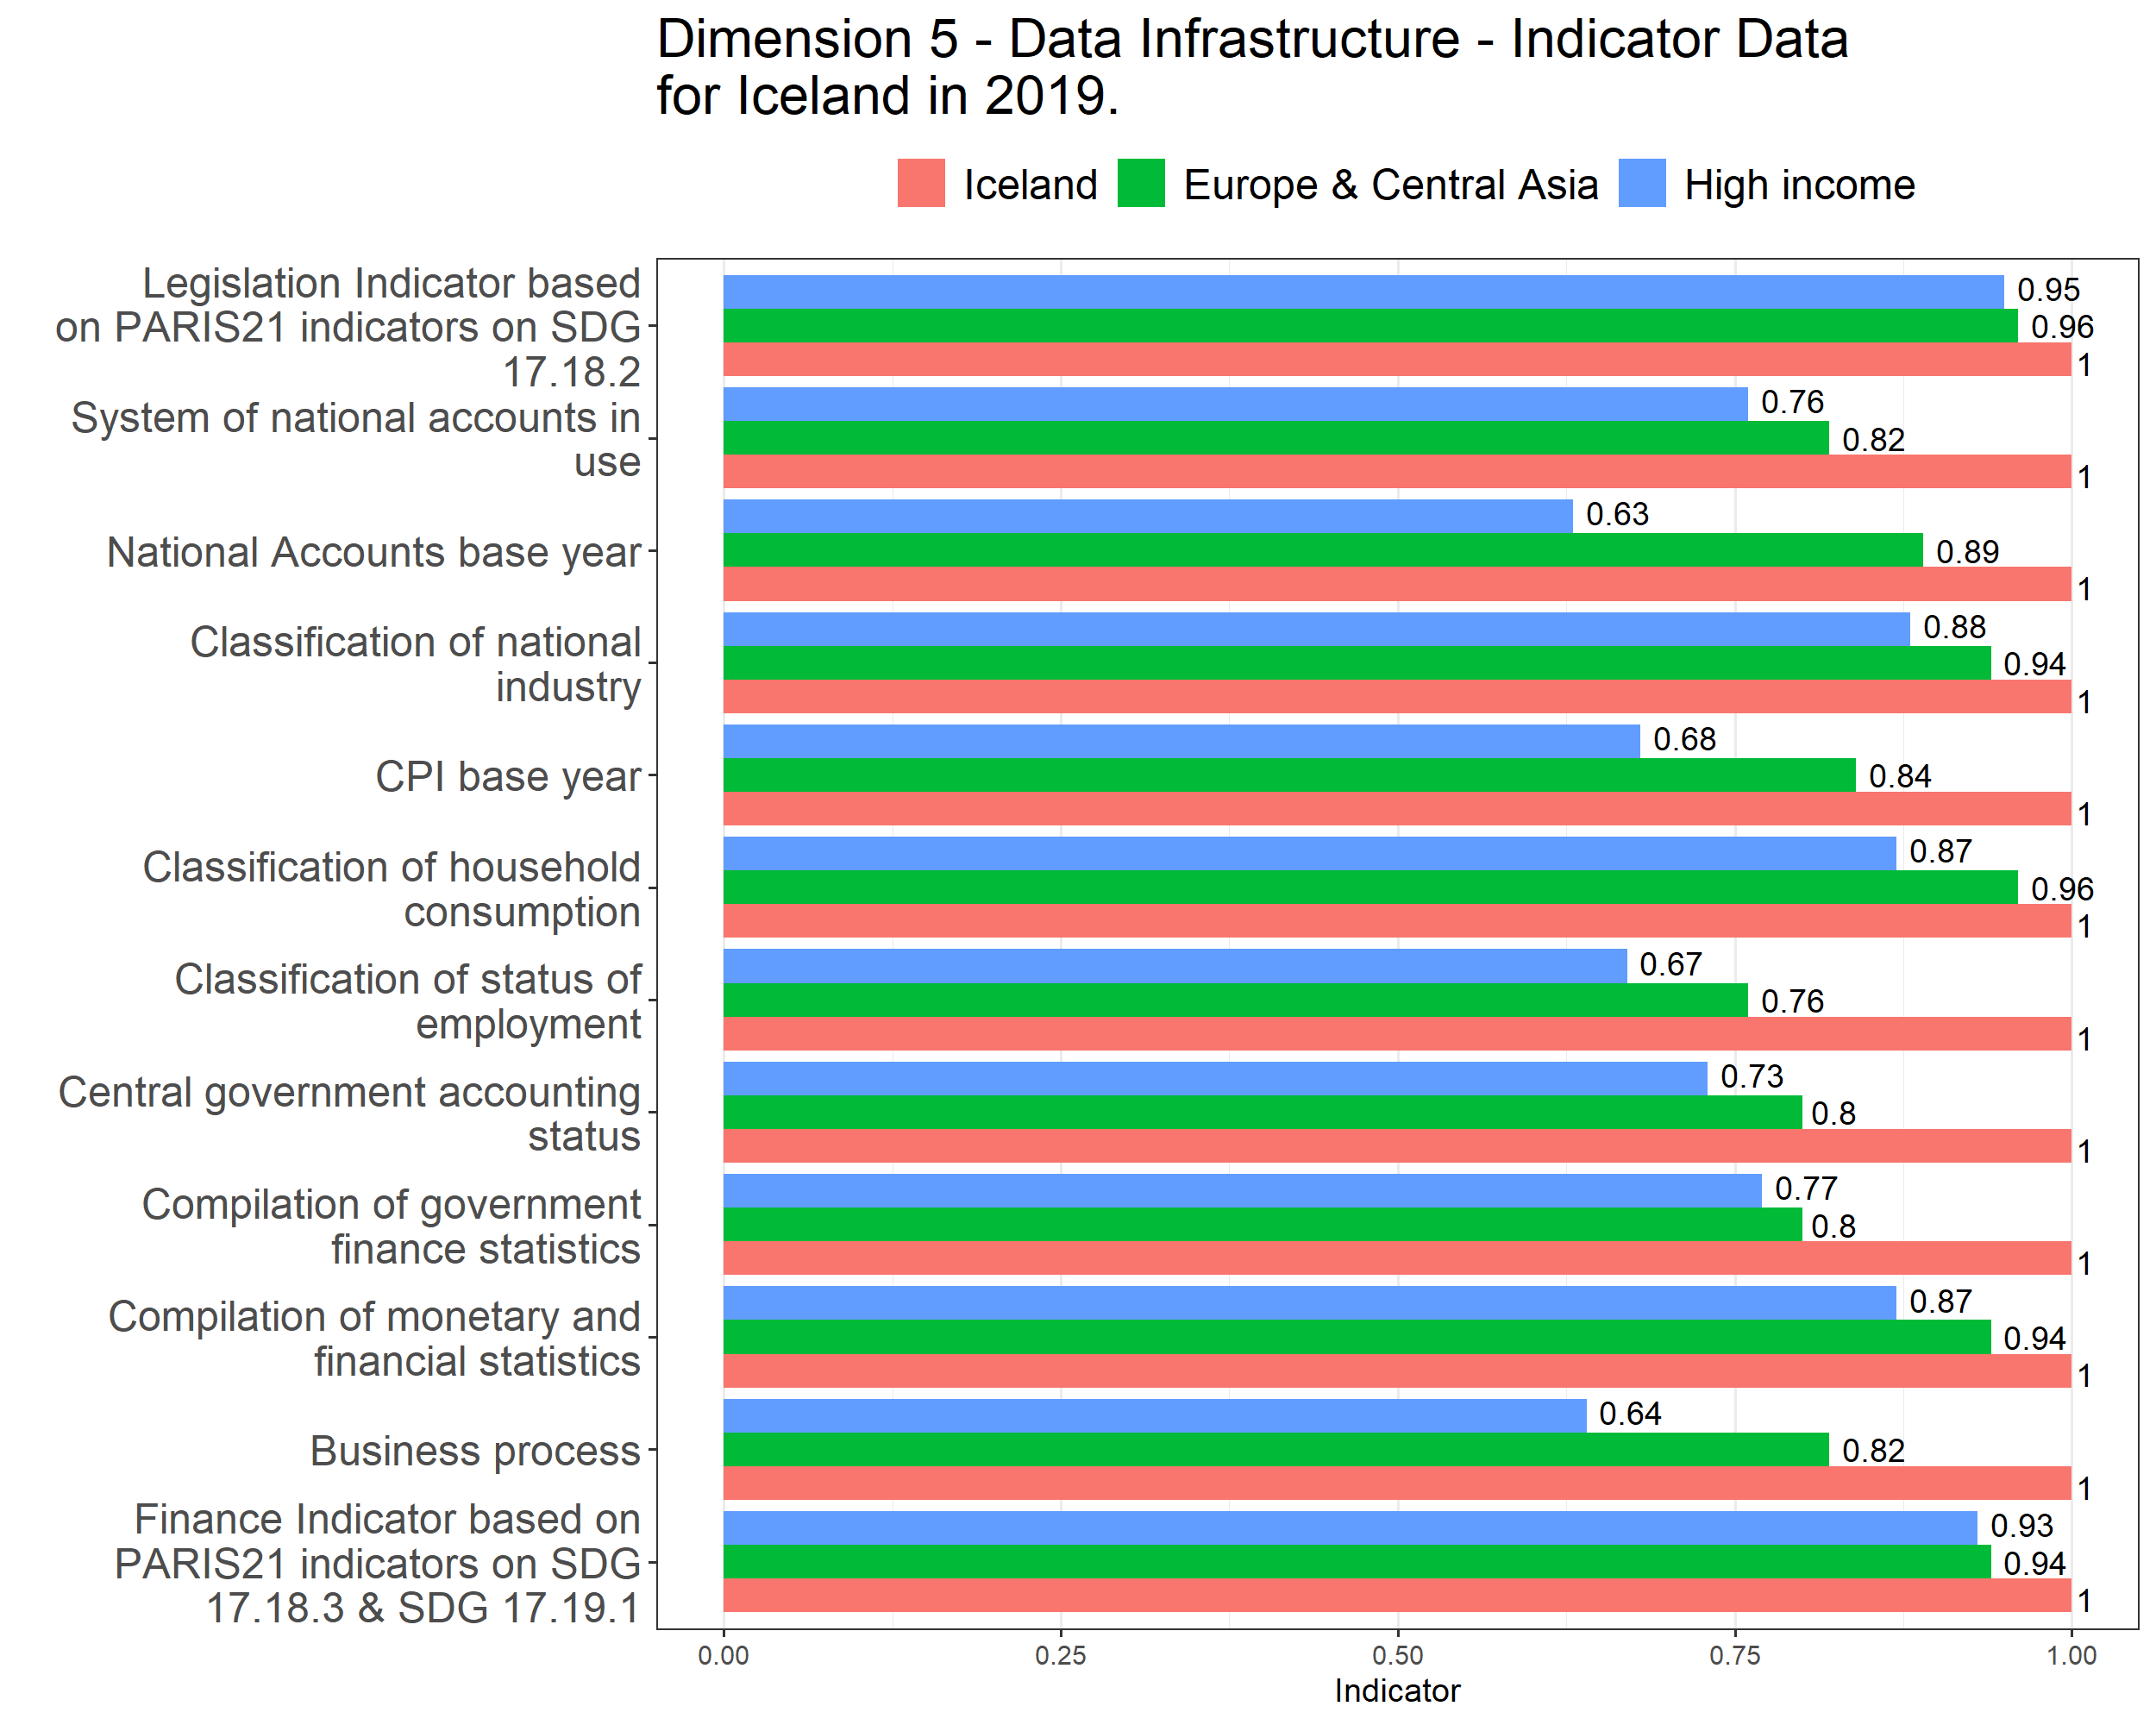 Dimension 5 - Data Infrastructure - Indicator Data
for Iceland in 2019.
Iceland Europe & Central Asia High income
Legislation Indicator based
on PARIS21 indicators on SDG
17.18.2
0.95
0.96
1
System of national accounts in
use
0.76
0.82
1
National Accounts base year
0.63
0.89
1
Classification of national
industry
0.88
0.94
1
CPI base year
0.68
0.84
1
Classification of household
consumption
0.87
0.96
1
Classification of status of
employment
0.67
0.76
1
Central government accounting
status
0.73
0.8
1
Compilation of government
finance statistics
0.77
0.8
1
Compilation of monetary and
financial statistics
0.87
0.94
1
Business process
0.64
0.82
1
Finance Indicator based on
PARIS21 indicators on SDG
17.18.3 & SDG 17.19.1
0.93
0.94
1
0.00 0.25 0.50 0.75 1.00
Indicator